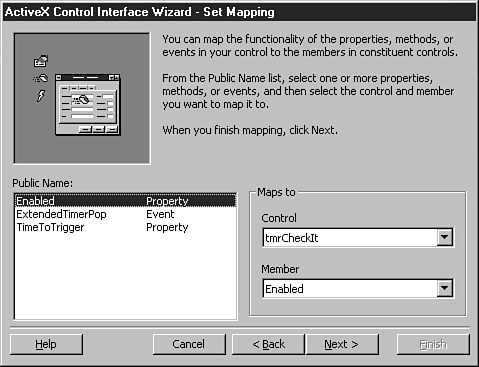 ActiveX Control Interface Wizard - Set Mapping
You can map the functionality of the properties, methods, or
events in your control to the members in constituent controls.
From the Public Name list, select one or more properties,
methods, or events, and then select the control and member
you want to map it to.
When you finish mapping, click Next.
Public Name:
Enabled Property
ExtendedTimerPop Event
TimeToTrigger Property
Maps to
Control
tmrCheckIt
Member
Enabled
Help
Cancel
< Back
Next >
Finish